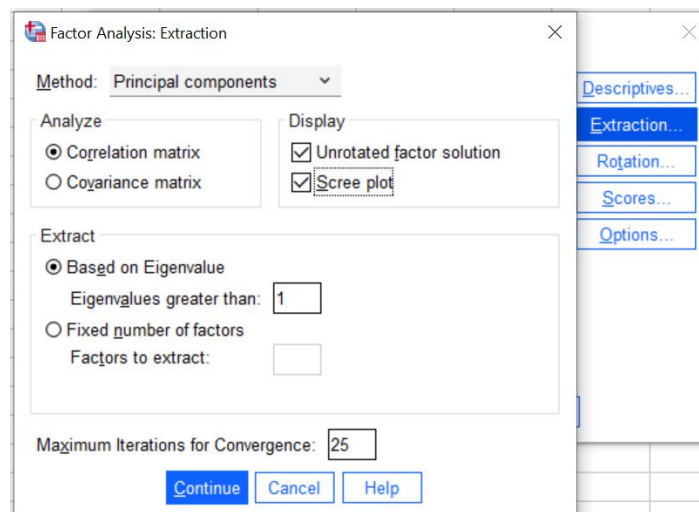 Factor Analysis: Extraction
Method: Principal components
Analyze
Correlation matrix
Covariance matrix
Display
Unrotated factor solution
Scree plot
Extract
Based on Eigenvalue
Eigenvalues greater than: 1
Fixed number of factors
Factors to extract:
Maximum Iterations for Convergence: 25
Continue Cancel Help
Descriptives...
Extraction...
Rotation...
Scores...
Options...